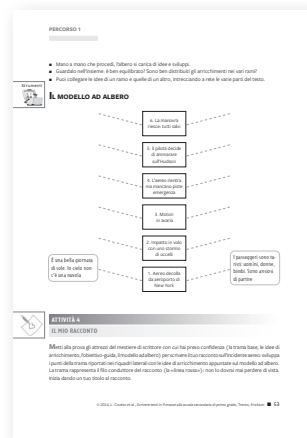 PERCORSO 1
■ Mano a mano che procedi, l'albero si carica di idee e sviluppi.
■ Guardalo nell'insieme: è ben equilibrato? Sono ben distribuiti gli arricchimenti nei vari rami?
■ Puoi collegare le idee di un ramo e quelle di un altro, intrecciando a rete le varie parti del testo.
Strumenti
IL MODELLO AD ALBERO
6. La manovra
riesce: tutti salvi
5. Il pilota decide
di ammarare
sull'Hudson
4. L'aereo rientra
ma mancano piste
emergenza
3. Motori
in avaria
2. Impatto in volo
con uno stormo
di uccelli
È una bella giornata
di sole. In cielo non
c'è una nuvola
1. Aereo decolla
da aeroporto di
New York
I passeggeri sono tanti: uomini, donne,
bimbi. Sono ansiosi
di partire
ATTIVITÀ 4
IL MIO RACCONTO
Metti alla prova gli attrezzi del mestiere di scrittore con cui hai preso confidenza (la trama base, le idee di
arricchimento, l'obiettivo-guida, il modello ad albero) per scrivere il tuo racconto sull'incidente aereo: sviluppa
i punti della trama riportati nei riquadri laterali con le idee di arricchimento appuntate sul modello ad albero.
La trama rappresenta il filo conduttore del racconto (la «linea rossa»): non lo dovrai mai perdere di vista.
Inizia dando un tuo titolo al racconto.
53